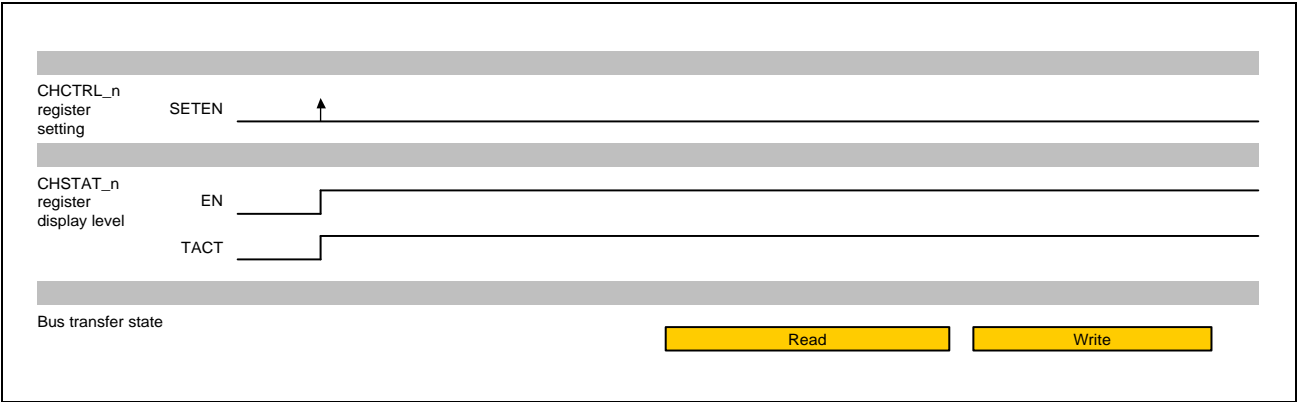 CHCTRL_n
register
setting
SETEN
CHSTAT_n
register
display level
EN
TACT
Bus transfer state
Read
Write